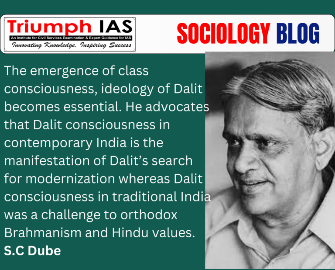 Triumph IAS
An Institute for Civil Services Examination & Expert Guidance for IAS
Innovating Knowledge, Inspiring Success
SOCIOLOGY BLOG
The emergence of class
consciousness, ideology of Dalit
becomes essential. He advocates
that Dalit consciousness in
contemporary India is the
manifestation of Dalit's search
for modernization whereas Dalit
consciousness in traditional India
was a challenge to orthodox
Brahmanism and Hindu values.
S.C Dube